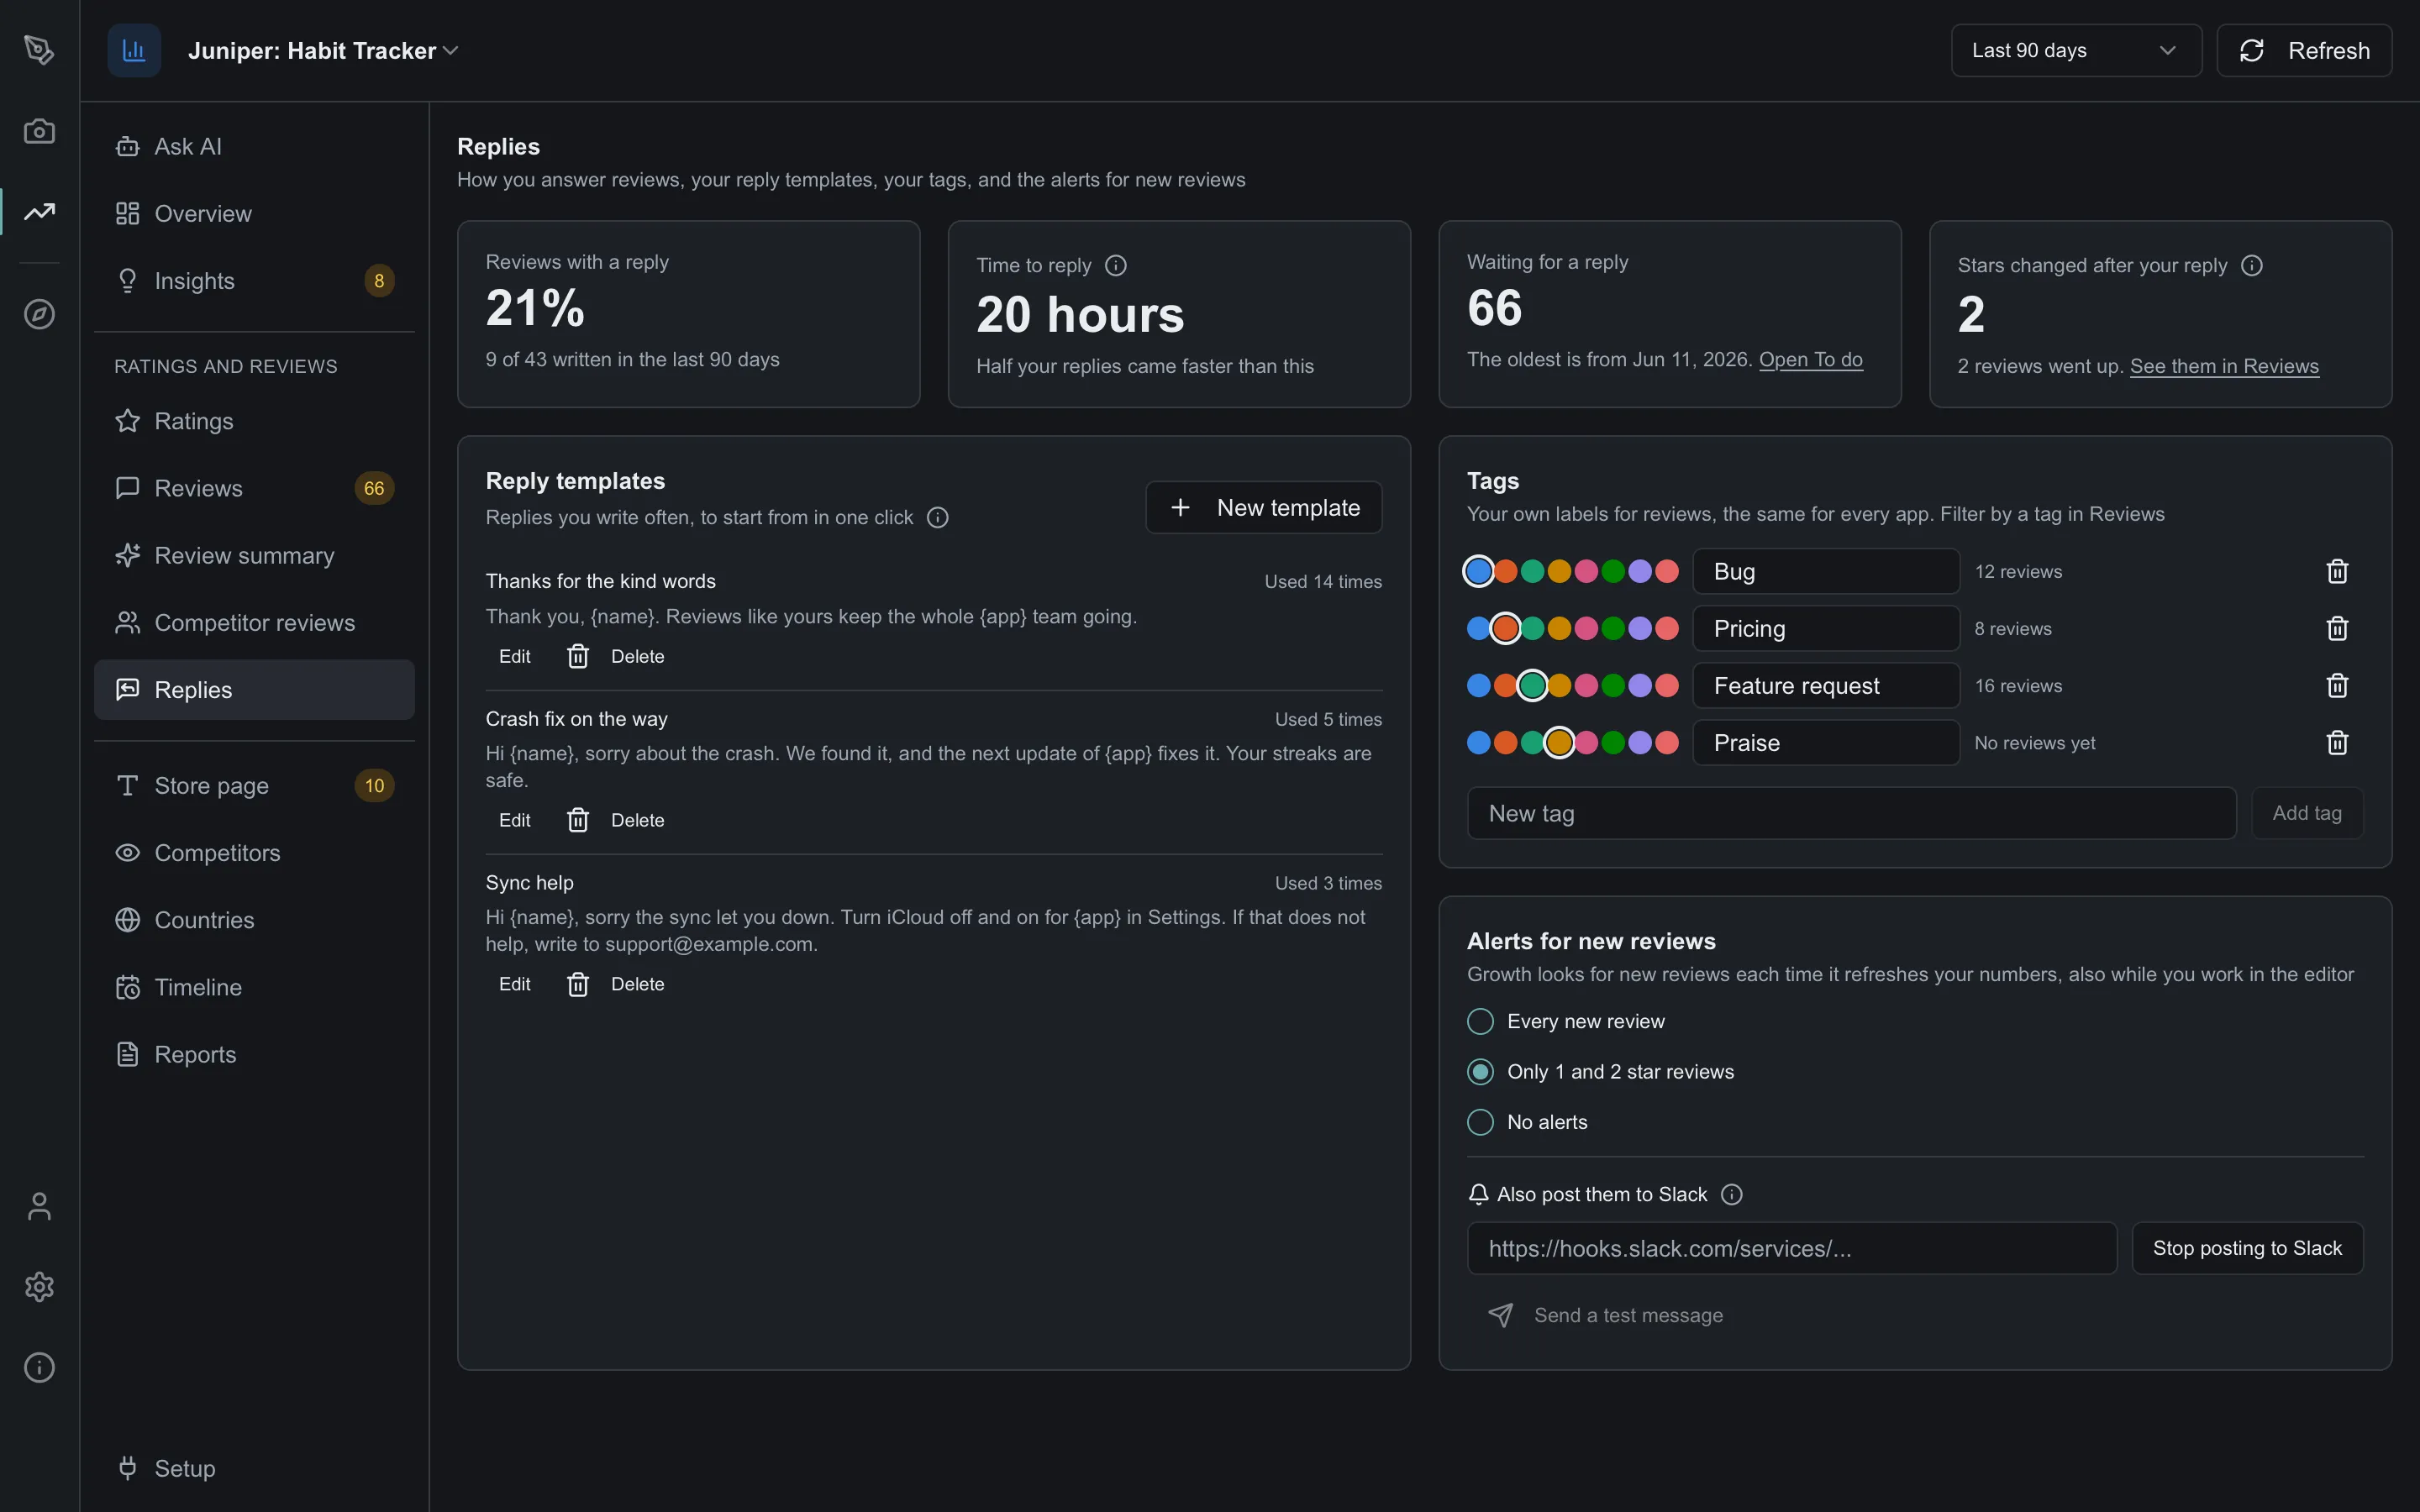 Juniper: Habit Tracker
Last 90 days
Refresh
Ask AI
Overview
Insights
8
RATINGS AND REVIEWS
Ratings
Reviews
66
Review summary
Competitor reviews
Replies
Store page
10
Competitors
Countries
Timeline
Reports
Setup
Replies
How you answer reviews, your reply templates, your tags, and the alerts for new reviews
Reviews with a reply
21%
9 of 43 written in the last 90 days
Time to reply
20 hours
Half your replies came faster than this
Waiting for a reply
66
The oldest is from Jun 11, 2026. Open To do
Stars changed after your reply
2
2 reviews went up. See them in Reviews
Reply templates
Replies you write often, to start from in one click
New template
Thanks for the kind words
Used 14 times
Thank you, {name}. Reviews like yours keep the whole {app} team going.
Edit
Delete
Crash fix on the way
Used 5 times
Hi {name}, sorry about the crash. We found it, and the next update of {app} fixes it. Your streaks are
safe.
Edit
Delete
Sync help
Used 3 times
Hi {name}, sorry the sync let you down. Turn iCloud off and on for {app} in Settings. If that does not
help, write to support@example.com.
Edit
Delete
Tags
Your own labels for reviews, the same for every app. Filter by a tag in Reviews
Bug
12 reviews
Pricing
8 reviews
Feature request
16 reviews
Praise
No reviews yet
New tag
Add tag
Alerts for new reviews
Growth looks for new reviews each time it refreshes your numbers, also while you work in the editor
Every new review
Only 1 and 2 star reviews
No alerts
Also post them to Slack
https://hooks.slack.com/services/...
Stop posting to Slack
Send a test message